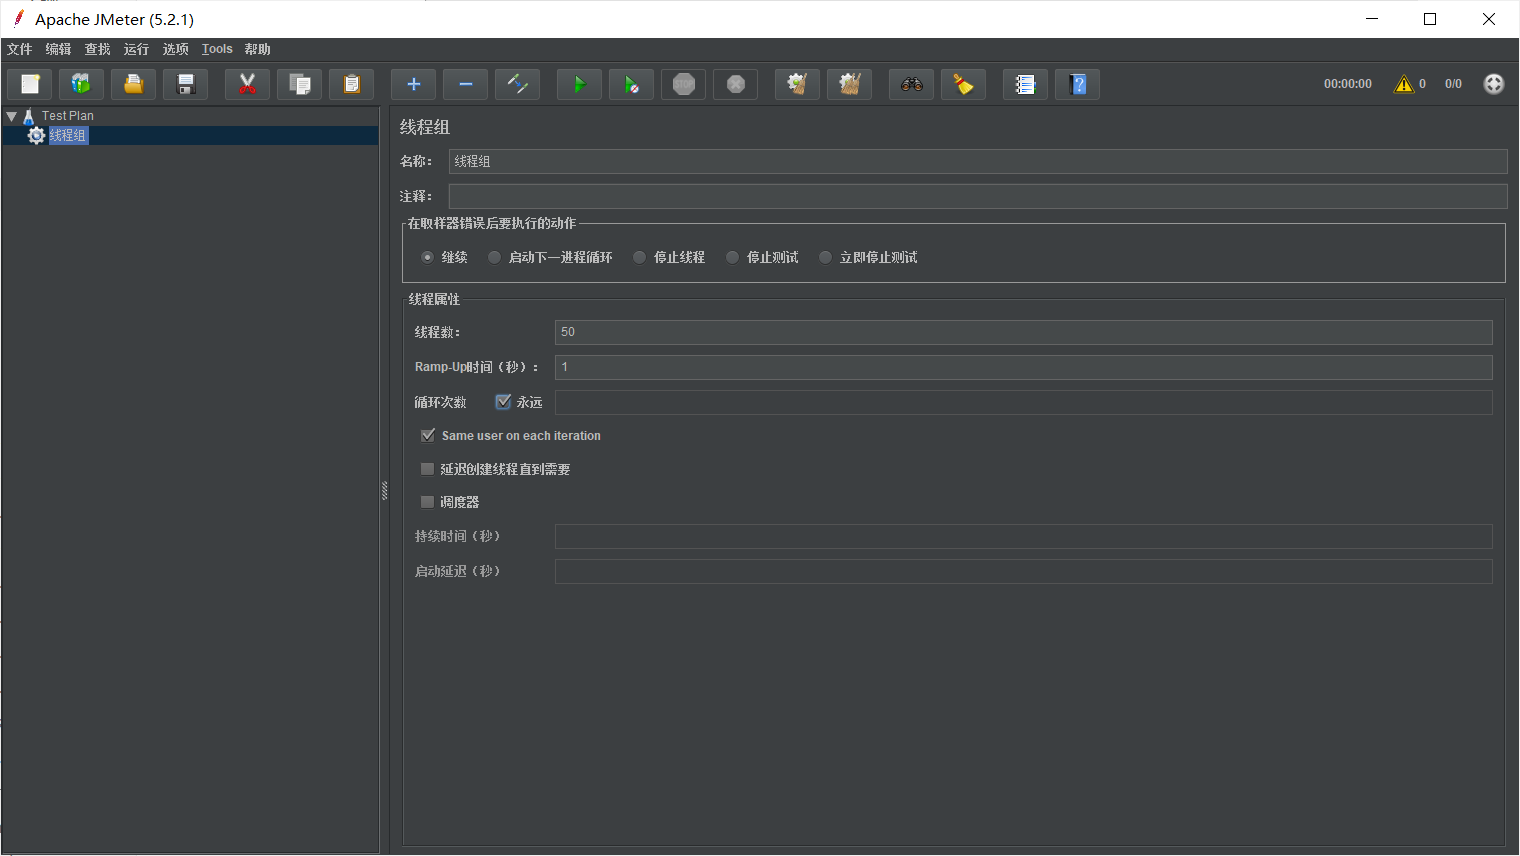 Apache JMeter (5.2.1)
文件 编辑 查找 运行 选项 Tools 帮助
00:00:00 0 0/0
Test Plan
线程组
线程组
名称： 线程组
注释：
在取样器错误后要执行的动作
继续 启动下一进程循环 停止线程 停止测试 立即停止测试
线程属性
线程数： 50
Ramp-Up时间（秒）： 1
循环次数 永远
Same user on each iteration
延迟创建线程直到需要
调度器
持续时间（秒）
启动延迟（秒）